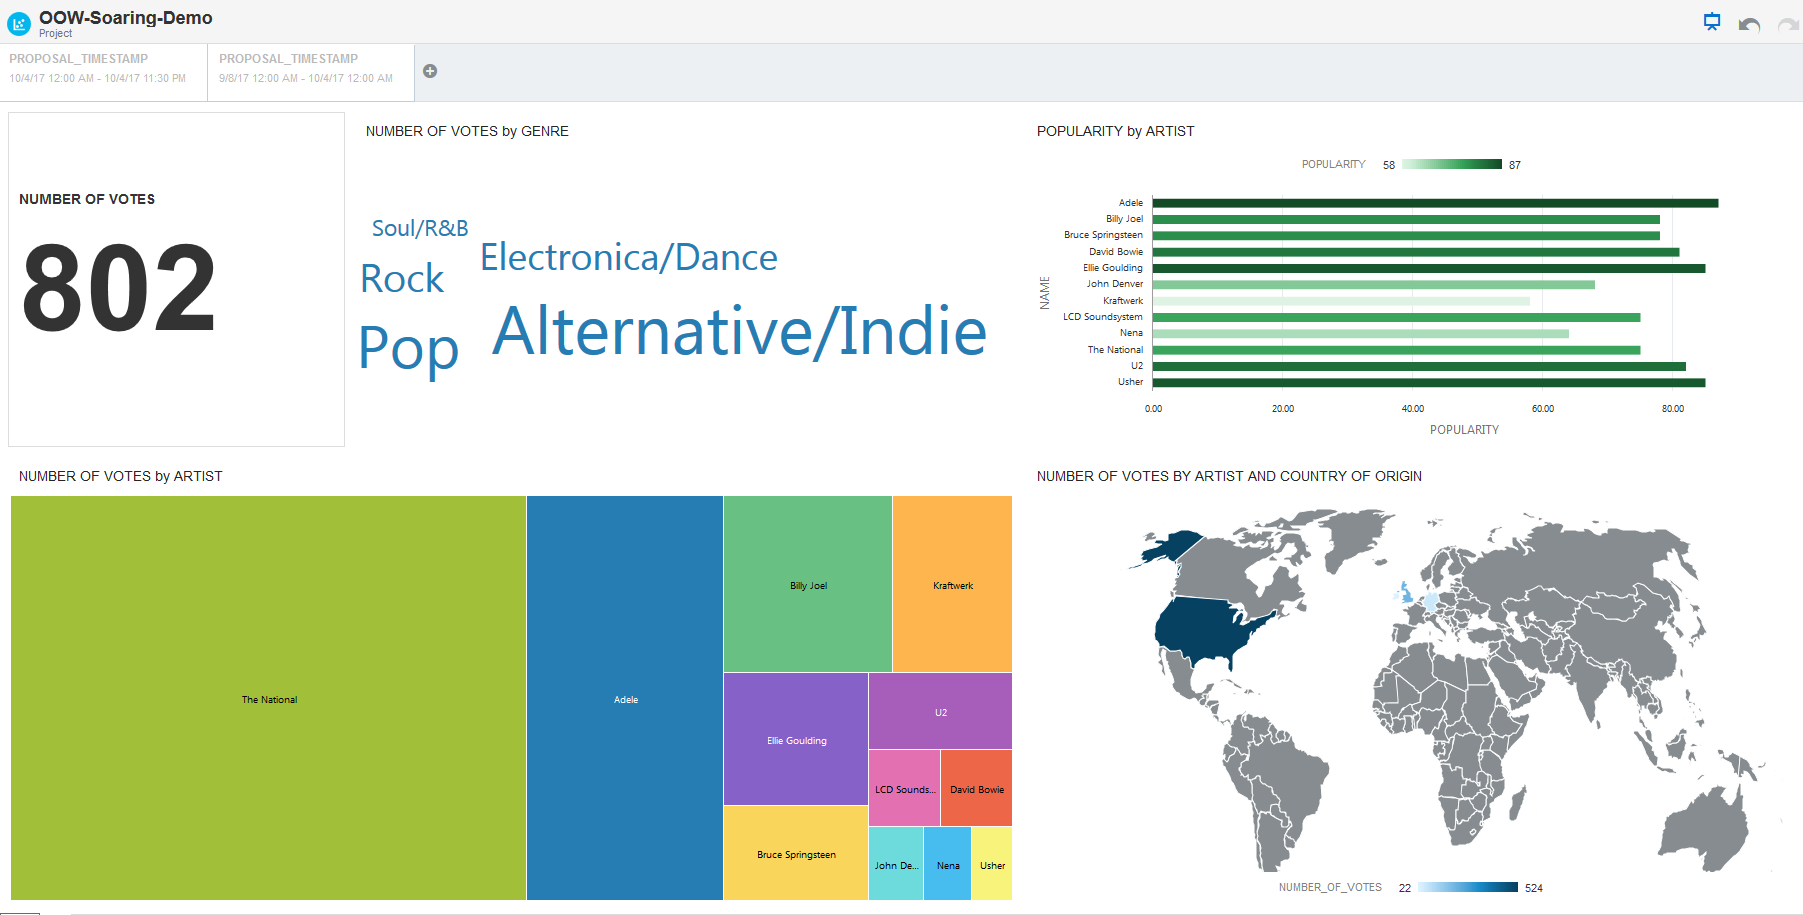 OOW-Soaring-Demo
Project
PROPOSAL_TIMESTAMP
10/4/17 12:00 AM - 10/4/17 11:30 PM
PROPOSAL_TIMESTAMP
9/8/17 12:00 AM - 10/4/17 12:00 AM
NUMBER OF VOTES
802
NUMBER OF VOTES by GENRE
Soul/R&B
Electronica/Dance
Rock
Alternative/Indie
Pop
POPULARITY by ARTIST
POPULARITY 58 87
Adele
Billy Joel
Bruce Springsteen
David Bowie
Ellie Goulding
John Denver
Kraftwerk
LCD Soundsystem
Nena
The National
U2
Usher
NAME
0.00 20.00 40.00 60.00 80.00
POPULARITY
NUMBER OF VOTES by ARTIST
The National
Adele
Billy Joel
Kraftwerk
Ellie Goulding
U2
LCD Sounds...
David Bowie
Bruce Springsteen
John De...
Nena
Usher
NUMBER OF VOTES BY ARTIST AND COUNTRY OF ORIGIN
NUMBER_OF_VOTES 22 524